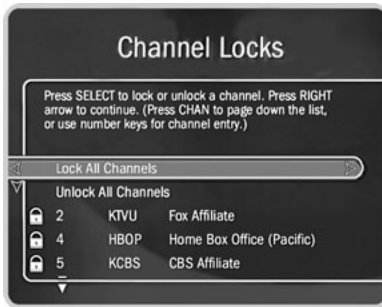 Channel Locks
Press SELECT to lock or unlock a channel. Press RIGHT
arrow to continue. (Press CHAN to page down the list,
or use number keys for channel entry.)
Lock All Channels
Unlock All Channels
2 KTVU Fox Affiliate
4 HBOP Home Box Office (Pacific)
5 KCBS CBS Affiliate